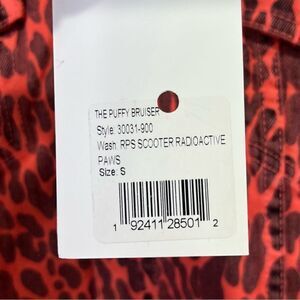 THE PUFFY BRUISER
Style: 30031-900
Wash: RPS SCOOTER RADIOACTIVE
PAWS
Size: S
1 92411 28501 2